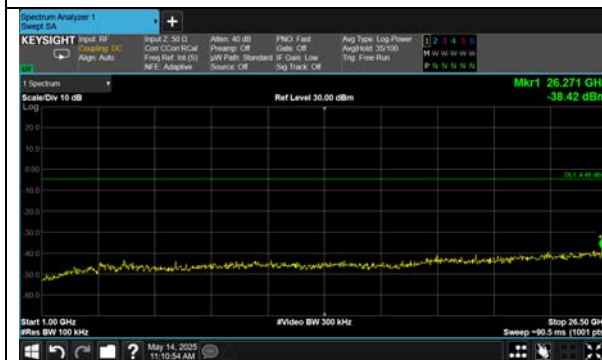 Spectrum Analyzer 1
Swept SA
+
KEYSIGHT
Input: RF
Coupling: DC
Align: Auto
Input Z: 50 Ω
Corr CCorr RCal
Freq Ref: Int (S)
NFE: Adaptive
Atten: 40 dB
Preamp: Off
µW Path: Standard
Source: Off
PNO: Fast
Gate: Off
IF Gain: Low
Sig Track: Off
Avg Type: Log-Power
Avg|Hold: 35/100
Trig: Free Run
1 2 3 4 5 6
M W W W W W
P N N N N N
1 Spectrum
Scale/Div 10 dB
Log
Ref Level 30.00 dBm
Mkr1 26.271 GH
-38.42 dBm
20.0
10.0
0.00
-10.0
-20.0
-30.0
-40.0
-50.0
-60.0
Start 1.00 GHz
#Res BW 100 kHz
#Video BW 300 kHz
Stop 26.50 GH
Sweep ~90.5 ms (1001 pts
?
May 14, 2025
11:10:54 AM